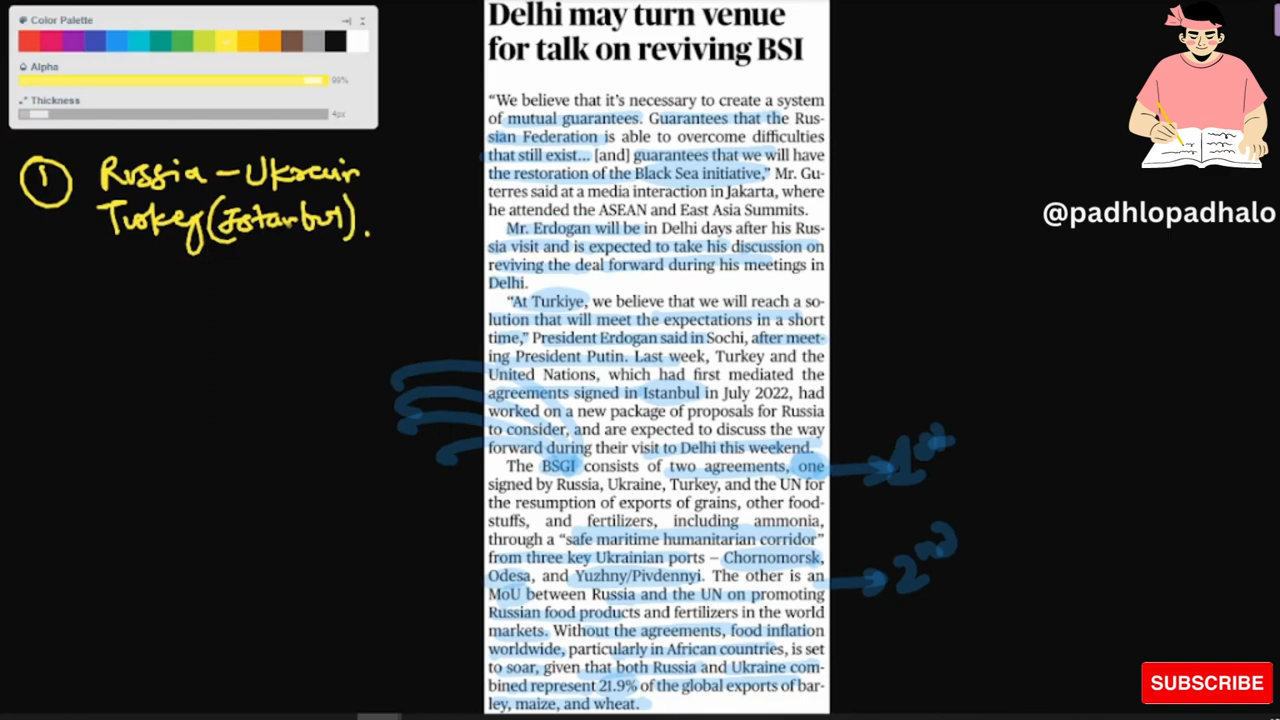 Color Palette
Alpha
99%
Thickness
4px
① Russia - Ukrain
Turkey (Istanbul).
Delhi may turn venue
for talk on reviving BSI
“We believe that it’s necessary to create a system
of mutual guarantees. Guarantees that the Rus-
sian Federation is able to overcome difficulties
that still exist... [and] guarantees that we will have
the restoration of the Black Sea initiative,” Mr. Gu-
terres said at a media interaction in Jakarta, where
he attended the ASEAN and East Asia Summits.
Mr. Erdogan will be in Delhi days after his Rus-
sia visit and is expected to take his discussion on
reviving the deal forward during his meetings in
Delhi.
“At Turkiye, we believe that we will reach a so-
lution that will meet the expectations in a short
time,” President Erdogan said in Sochi, after meet-
ing President Putin. Last week, Turkey and the
United Nations, which had first mediated the
agreements signed in Istanbul in July 2022, had
worked on a new package of proposals for Russia
to consider, and are expected to discuss the way
forward during their visit to Delhi this weekend.
The BSGI consists of two agreements, one
signed by Russia, Ukraine, Turkey, and the UN for
the resumption of exports of grains, other food-
stuffs, and fertilizers, including ammonia,
through a “safe maritime humanitarian corridor”
from three key Ukrainian ports – Chornomorsk,
Odesa, and Yuzhny/Pivdennyi. The other is an
MoU between Russia and the UN on promoting
Russian food products and fertilizers in the world
markets. Without the agreements, food inflation
worldwide, particularly in African countries, is set
to soar, given that both Russia and Ukraine com-
bined represent 21.9% of the global exports of bar-
ley, maize, and wheat.
1st
2nd
@padhlopadhalo
SUBSCRIBE